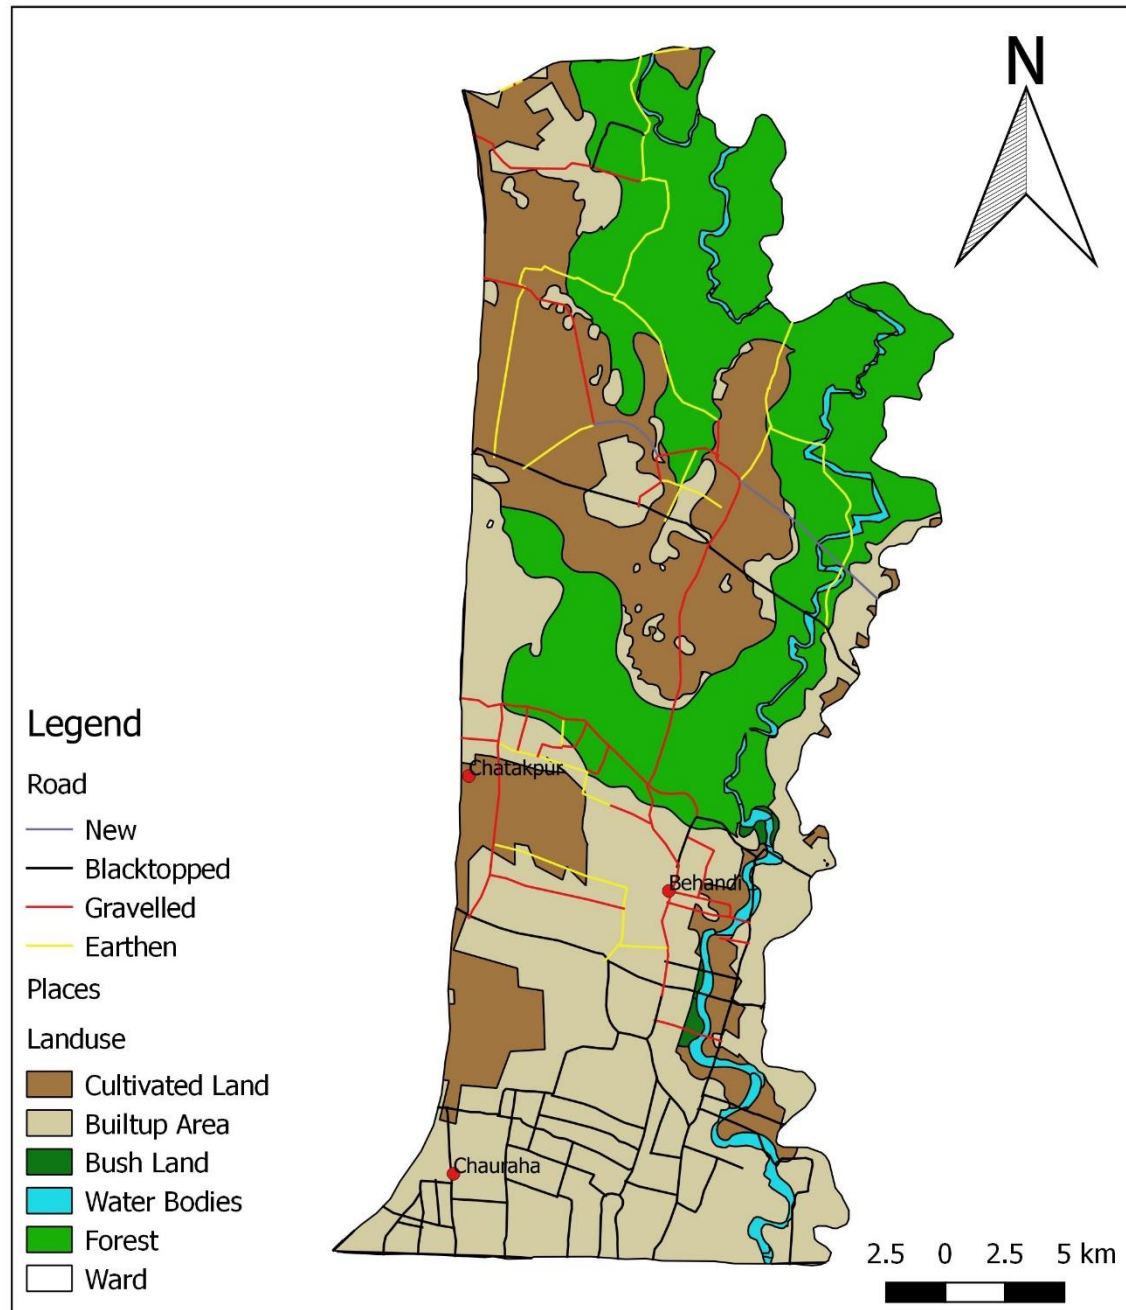 N
Chatakpur
Behandi
Chauraha
Legend
Road
New
Blacktopped
Gravelled
Earthen
Places
Landuse
Cultivated Land
Builtup Area
Bush Land
Water Bodies
Forest
Ward
2.5 0 2.5 5 km